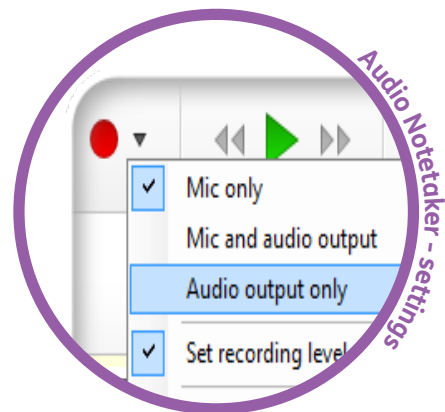 Audio Notetaker - settings
Mic only
Mic and audio output
Audio output only
Set recording level